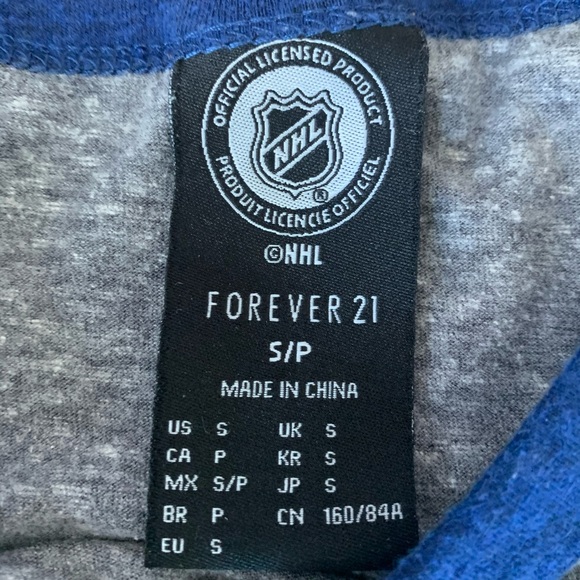 OFFICIAL LICENSED PRODUCT
NHL
®
PRODUIT LICENCIE OFFICIEL
©NHL
FOREVER 21
S/P
MADE IN CHINA
US S UK S
CA P KR S
MX S/P JP S
BR P CN 160/84A
EU S